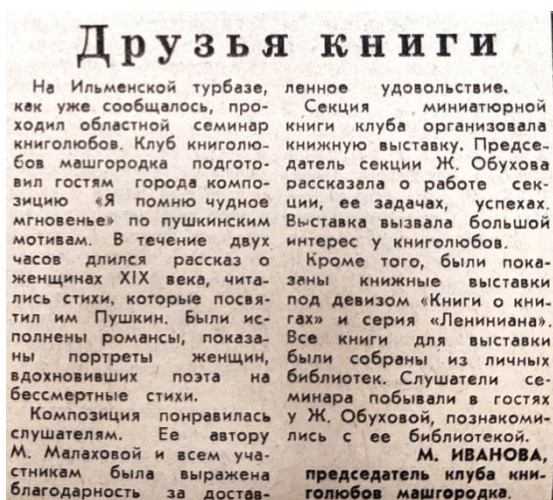 Друзья книги
На Ильменской турбазе,
как уже сообщалось, про-
ходил областной семинар
книголюбов. Клуб книголю-
бов машгородка подгото-
вил гостям города компо-
зицию «Я помню чудное
мгновенье» по пушкинским
мотивам. В течение двух
часов длился рассказ о
женщинах XIX века, чита-
лись стихи, которые посвя-
тил им Пушкин. Были ис-
полнены романсы, показа-
ны портреты женщин,
вдохновивших поэта на
бессмертные стихи.
Композиция понравилась
слушателям. Ее автору
М. Малаховой и всем уча-
стникам была выражена
благодарность за достав-
ленное удовольствие.
Секция миниатюрной
книги клуба организовала
книжную выставку. Предсе-
датель секции Ж. Обухова
рассказала о работе сек-
ции, ее задачах, успехах.
Выставка вызвала большой
интерес у книголюбов.
Кроме того, были пока-
заны книжные выставки
под девизом «Книги о кни-
гах» и серия «Лениниана».
Все книги для выставки
были собраны из личных
библиотек. Слушатели се-
минара побывали в гостях
у Ж. Обуховой, познакоми-
лись с ее библиотекой.
М. ИВАНОВА,
председатель клуба кни-
голюбов машгородка.